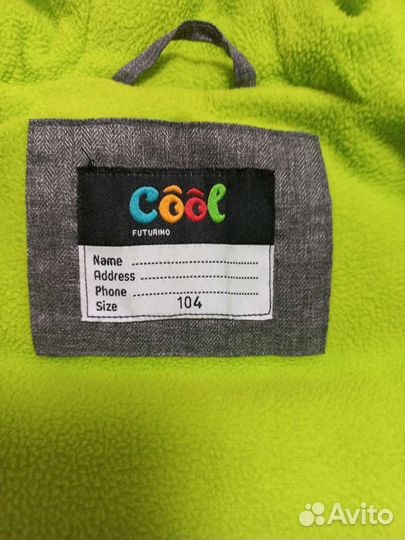 Côôl
FUTURINO
Name ....................
Address ....................
Phone ....................
Size 104
Avito